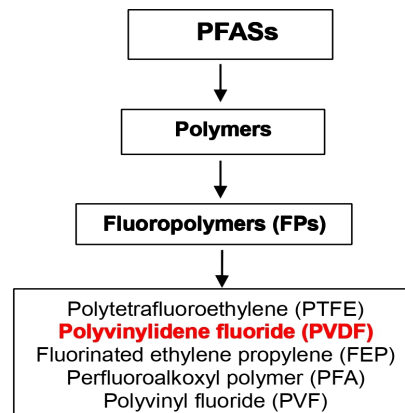 PFASs
Polymers
Fluoropolymers (FPs)
Polytetrafluoroethylene (PTFE)
Polyvinylidene fluoride (PVDF)
Fluorinated ethylene propylene (FEP)
Perfluoroalkoxyl polymer (PFA)
Polyvinyl fluoride (PVF)